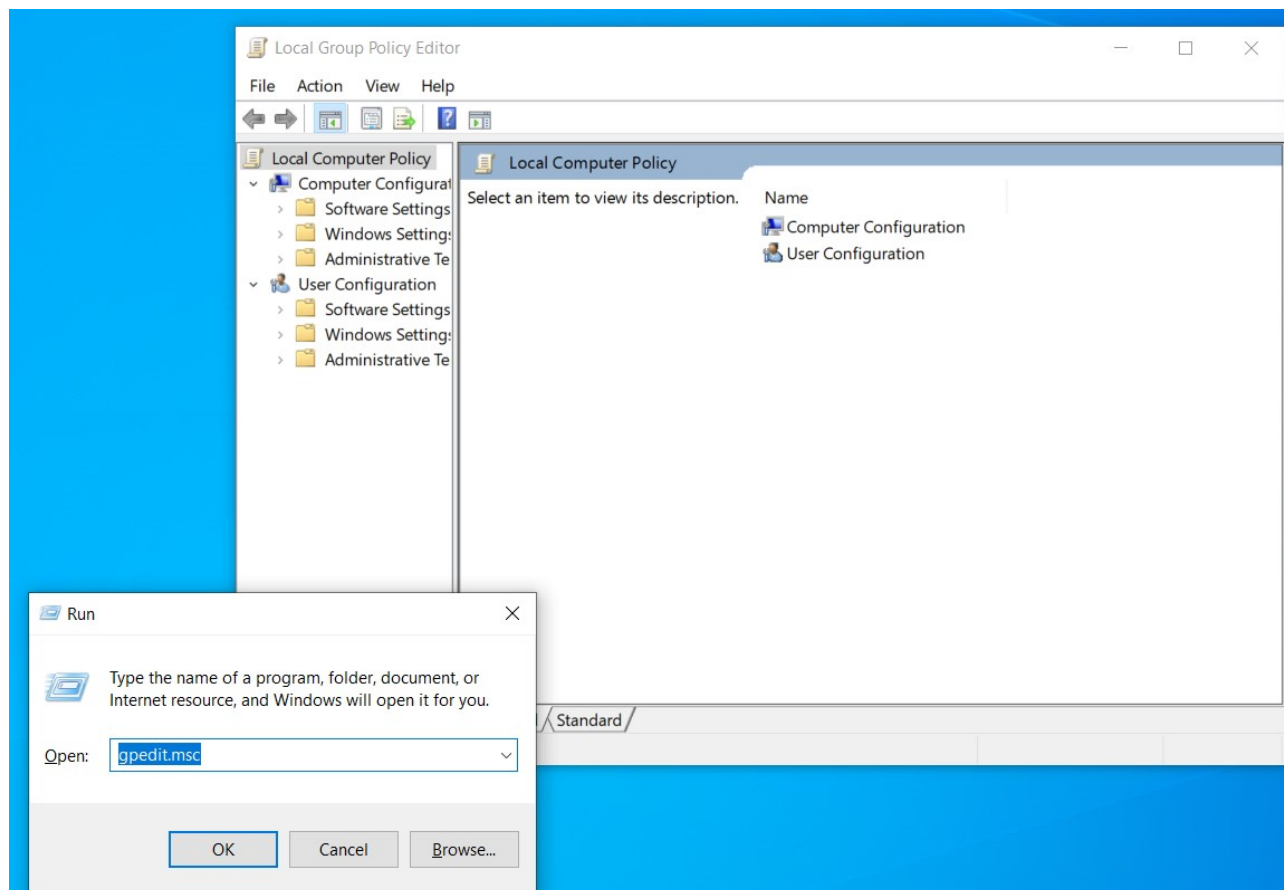 Local Group Policy Editor
File Action View Help
Local Computer Policy
Computer Configurat
Software Settings
Windows Setting
Administrative Te
User Configuration
Software Settings
Windows Setting
Administrative Te
Local Computer Policy
Select an item to view its description.
Name
Computer Configuration
User Configuration
Standard
Run
Type the name of a program, folder, document, or
Internet resource, and Windows will open it for you.
Open: gpedit.msc
OK Cancel Browse...